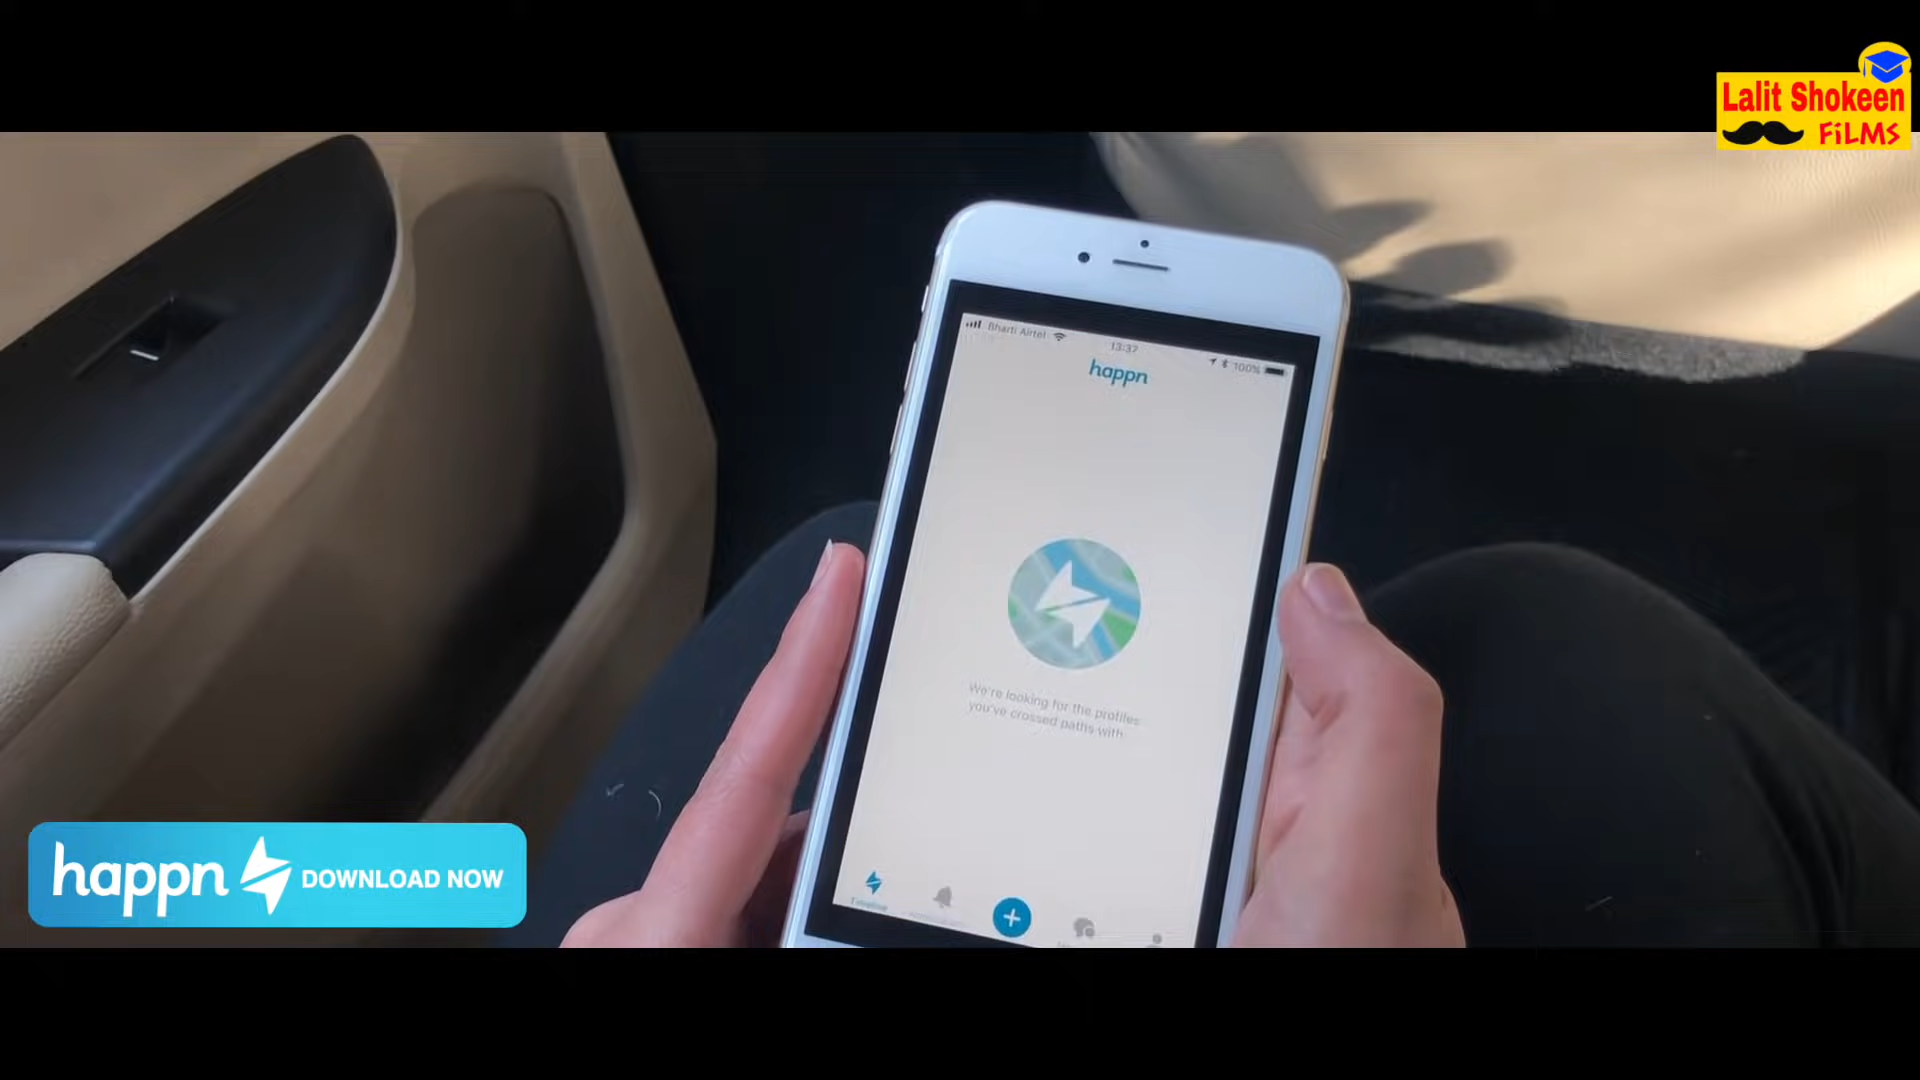 Lalit Shokeen
FiLMS
Bharti Airtel
13:37
100%
happn
We're looking for the profiles
you've crossed paths with
Timeline
happn DOWNLOAD NOW